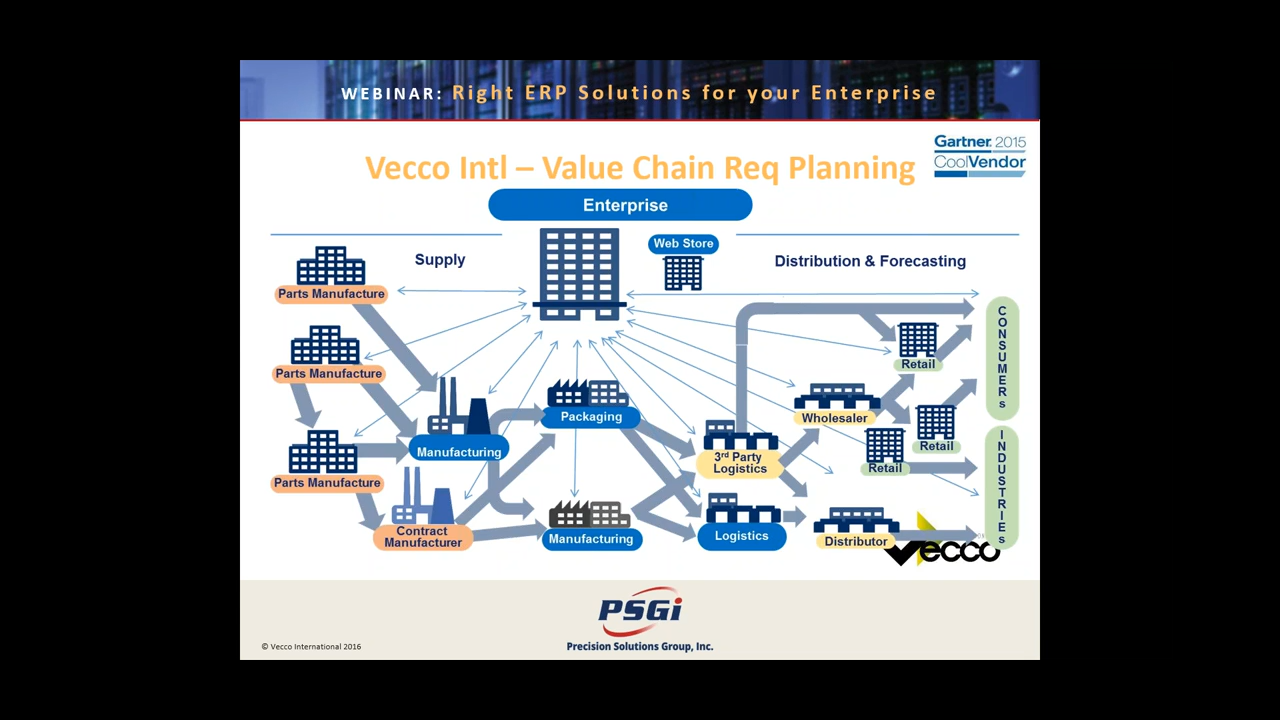 WEBINAR: Right ERP Solutions for your Enterprise
Gartner 2015
CoolVendor
Vecco Intl – Value Chain Req Planning
Enterprise
Web Store
Supply
Distribution & Forecasting
Parts Manufacture
Parts Manufacture
Parts Manufacture
Manufacturing
Contract
Manufacturer
Packaging
Manufacturing
3rd Party
Logistics
Logistics
Wholesaler
Distributor
Retail
Retail
Retail
CONSUMERs
INDUSTRIEs
vecco
PSGi
Precision Solutions Group, Inc.
© Vecco International 2016